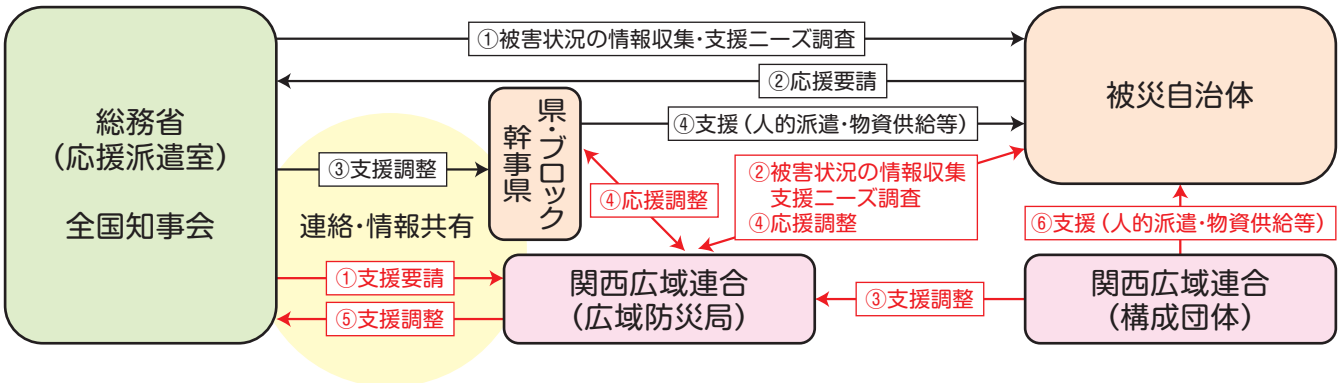 総務省
（応援派遣室）
全国知事会
①被害状況の情報収集･支援ニーズ調査
②応援要請
県･ブロック
幹事県
④支援（人的派遣･物資供給等）
被災自治体
③支援調整
連絡･情報共有
④応援調整
②被害状況の情報収集
支援ニーズ調査
④応援調整
⑥支援（人的派遣･物資供給等）
①支援要請
⑤支援調整
関西広域連合
（広域防災局）
③支援調整
関西広域連合
（構成団体）